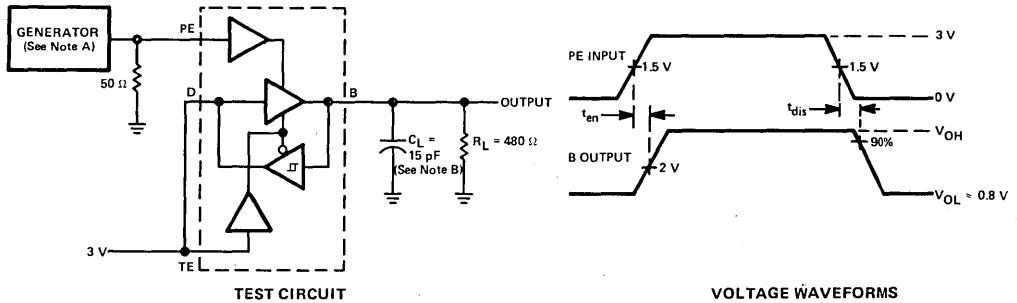 GENERATOR
(See Note A)
PE
50 Ω
D
B
OUTPUT
C_L =
15 pF
(See Note B)
R_L = 480 Ω
3 V
TE
TEST CIRCUIT
PE INPUT
1.5 V
1.5 V
3 V
0 V
t_en
t_dis
B OUTPUT
2 V
V_OH
90%
V_OL ≈ 0.8 V
VOLTAGE WAVEFORMS